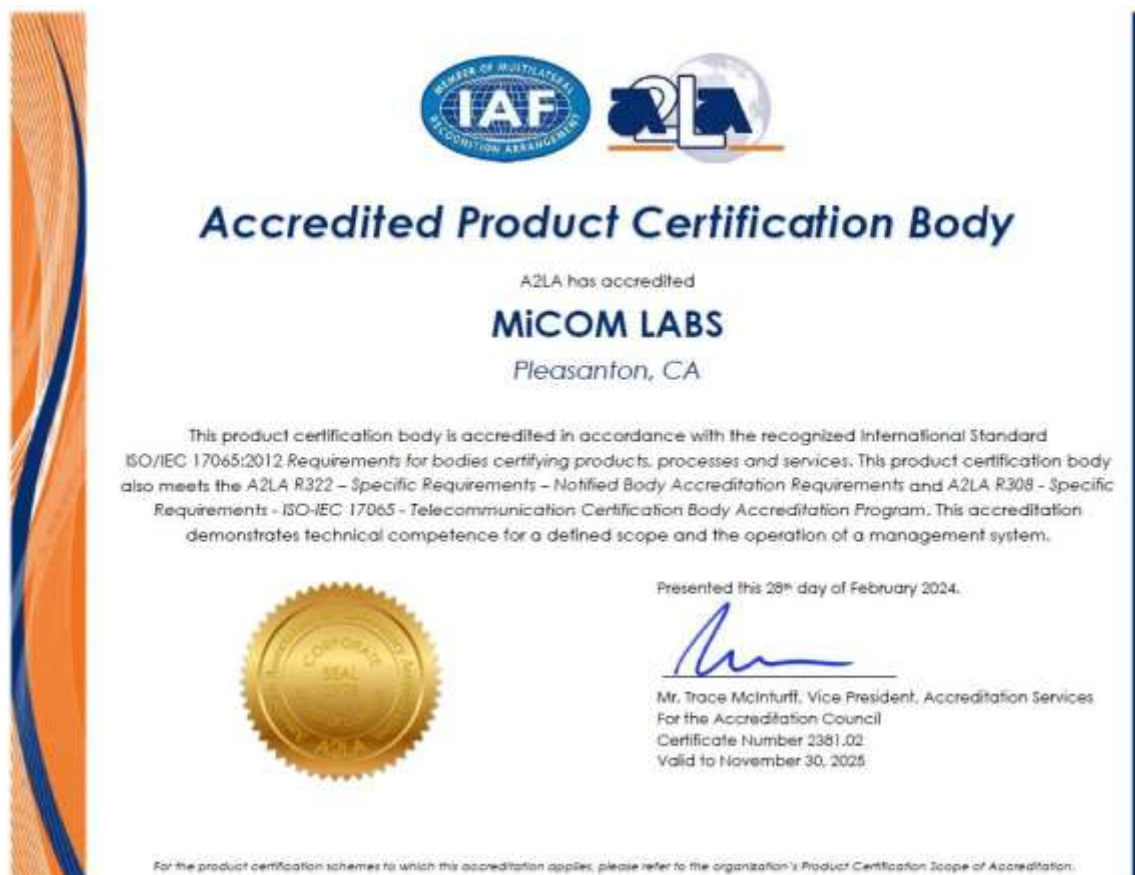 MEMBER OF MULTILATERAL
IAF
RECOGNITION ARRANGEMENT
a2La
Accredited Product Certification Body
A2LA has accredited
MiCOM LABS
Pleasanton, CA
This product certification body is accredited in accordance with the recognized International Standard
ISO/IEC 17065:2012 Requirements for bodies certifying products, processes and services. This product certification body
also meets the A2LA R322 – Specific Requirements – Notified Body Accreditation Requirements and A2LA R308 - Specific
Requirements - ISO-IEC 17065 - Telecommunication Certification Body Accreditation Program. This accreditation
demonstrates technical competence for a defined scope and the operation of a management system.
Presented this 28th day of February 2024.
Mr. Trace McInturff, Vice President, Accreditation Services
For the Accreditation Council
Certificate Number 2381.02
Valid to November 30, 2025
CORPORATE
SEAL
A2LA
For the product certification schemes to which this accreditation applies, please refer to the organization's Product Certification Scope of Accreditation.